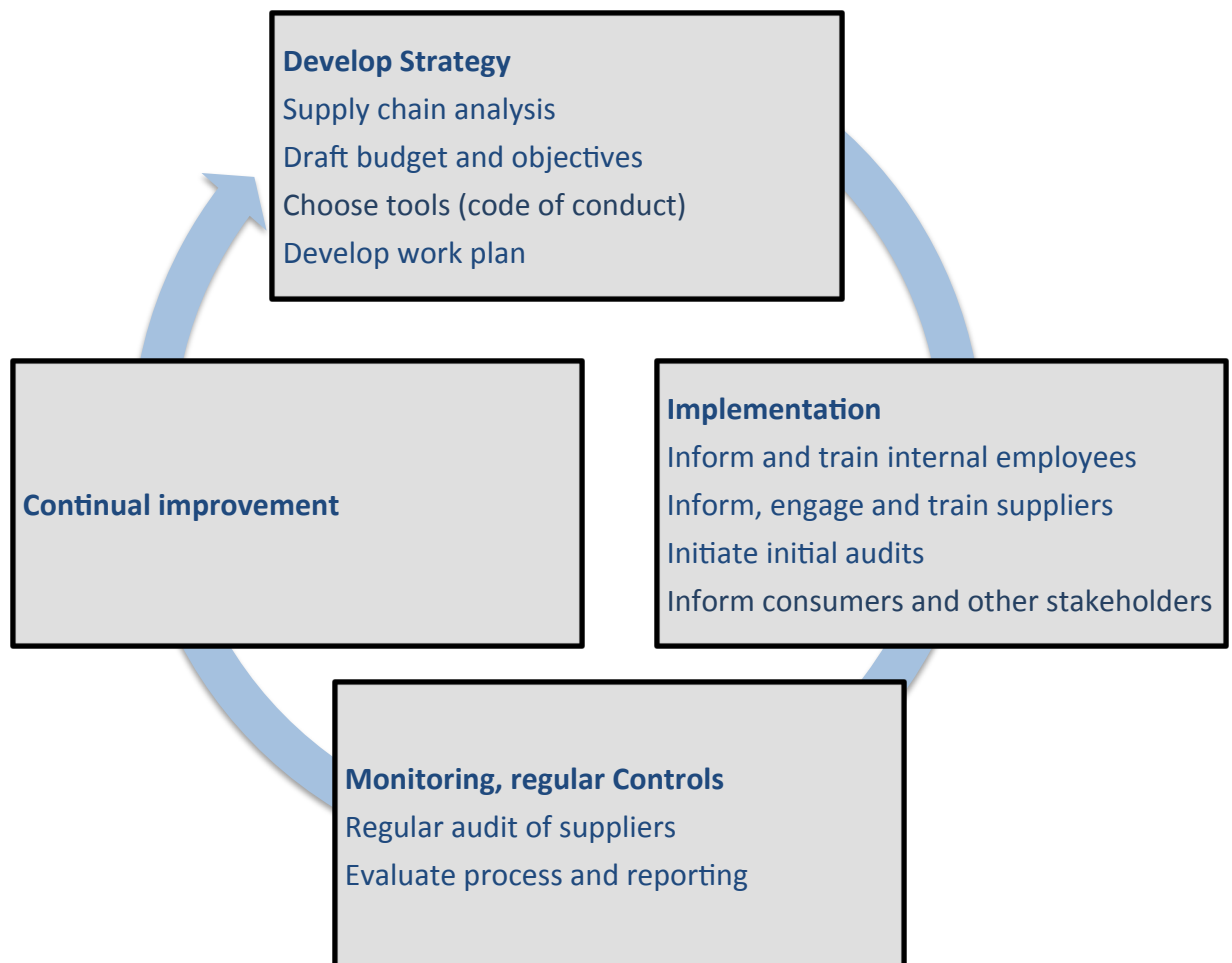 Develop Strategy
Supply chain analysis
Draft budget and objectives
Choose tools (code of conduct)
Develop work plan
Implementation
Inform and train internal employees
Inform, engage and train suppliers
Initiate initial audits
Inform consumers and other stakeholders
Monitoring, regular Controls
Regular audit of suppliers
Evaluate process and reporting
Continual improvement